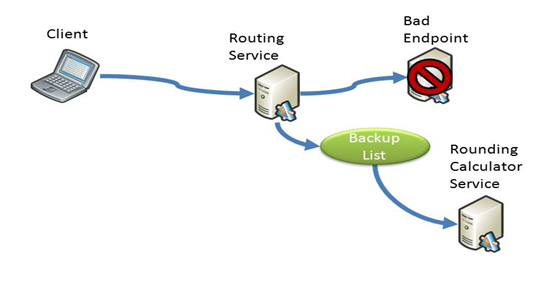 Client
Routing
Service
Bad
Endpoint
Backup
List
Rounding
Calculator
Service